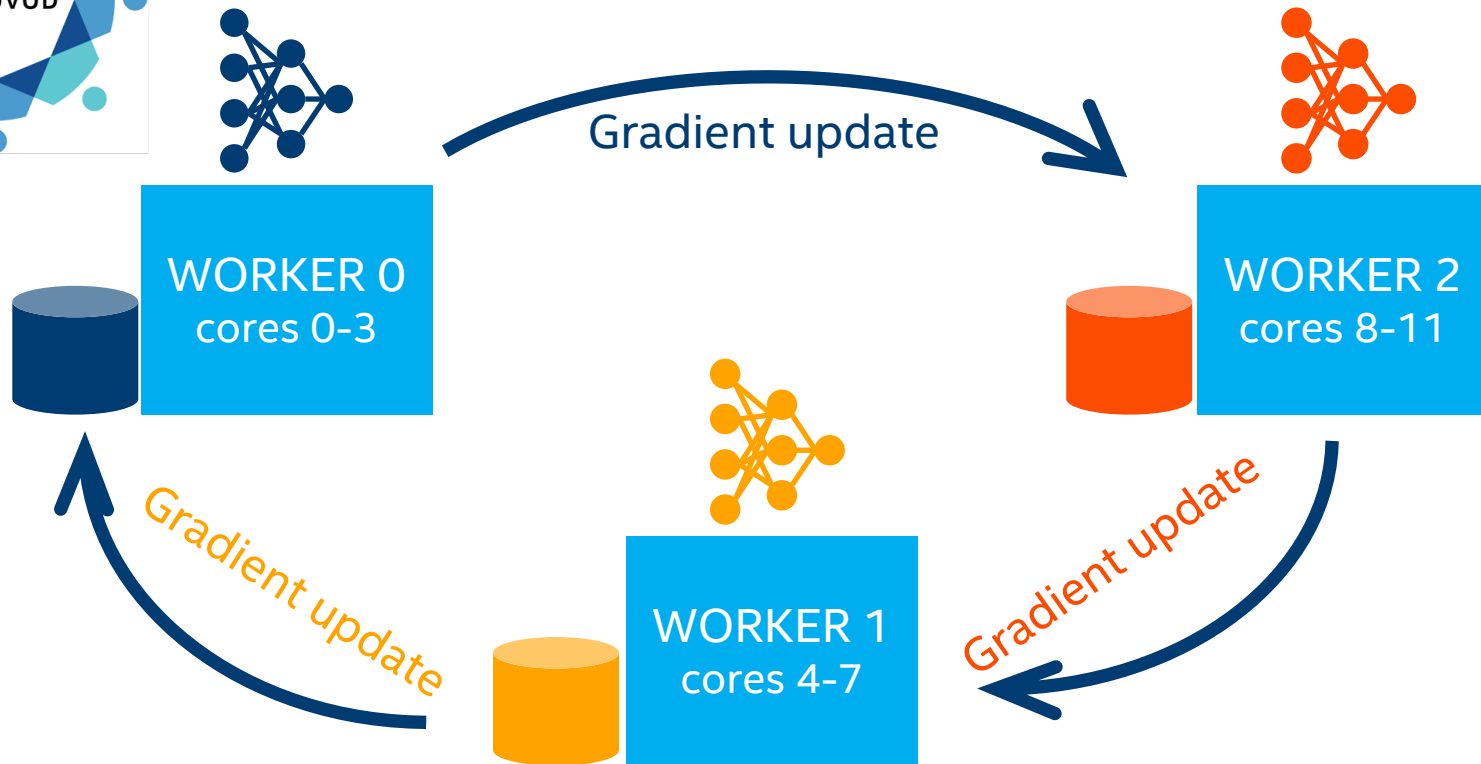 Gradient update
WORKER 0
cores 0-3
WORKER 2
cores 8-11
Gradient update
Gradient update
WORKER 1
cores 4-7